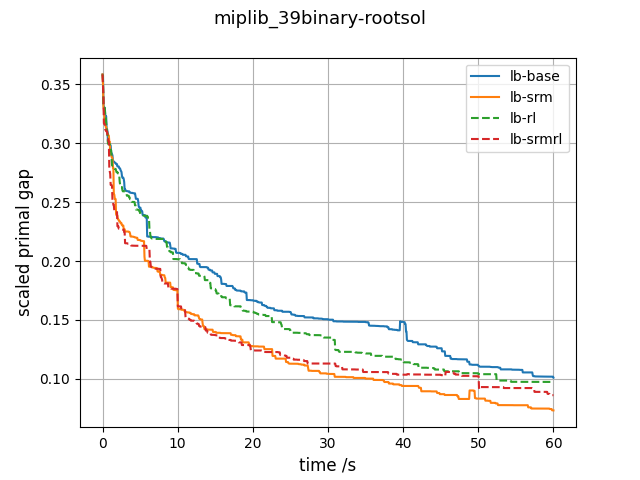 miplib_39binary-rootsol
lb-base
lb-srm
lb-rl
lb-srmrl
scaled primal gap
0.35
0.30
0.25
0.20
0.15
0.10
0 10 20 30 40 50 60
time /s